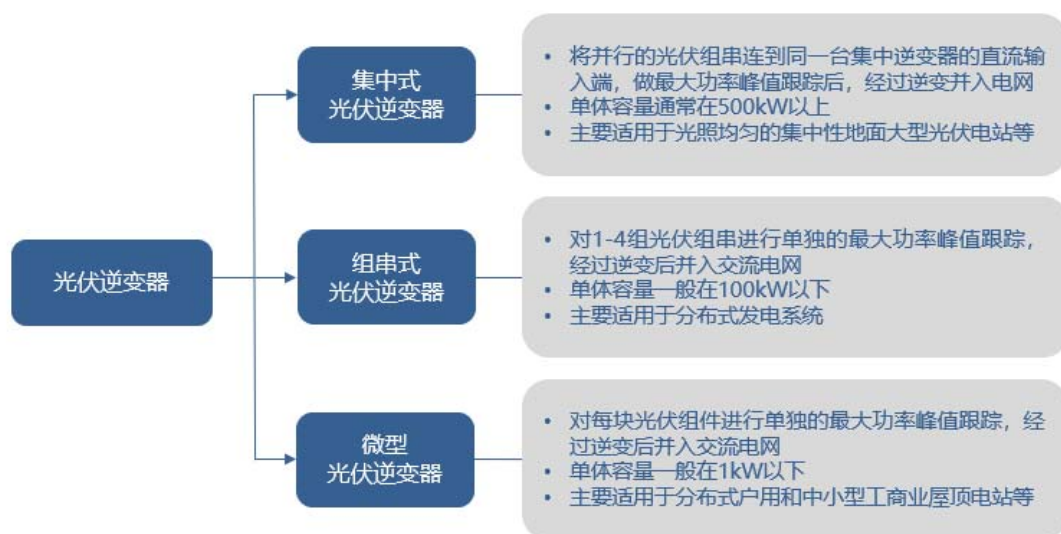 光伏逆变器
集中式
光伏逆变器
• 将并行的光伏组串连到同一台集中逆变器的直流输
入端，做最大功率峰值跟踪后，经过逆变并入电网
• 单体容量通常在500kW以上
• 主要适用于光照均匀的集中性地面大型光伏电站等
组串式
光伏逆变器
• 对1-4组光伏组串进行单独的最大功率峰值跟踪，
经过逆变后并入交流电网
• 单体容量一般在100kW以下
• 主要适用于分布式发电系统
微型
光伏逆变器
• 对每块光伏组件进行单独的最大功率峰值跟踪，经
过逆变后并入交流电网
• 单体容量一般在1kW以下
• 主要适用于分布式户用和中小型工商业屋顶电站等